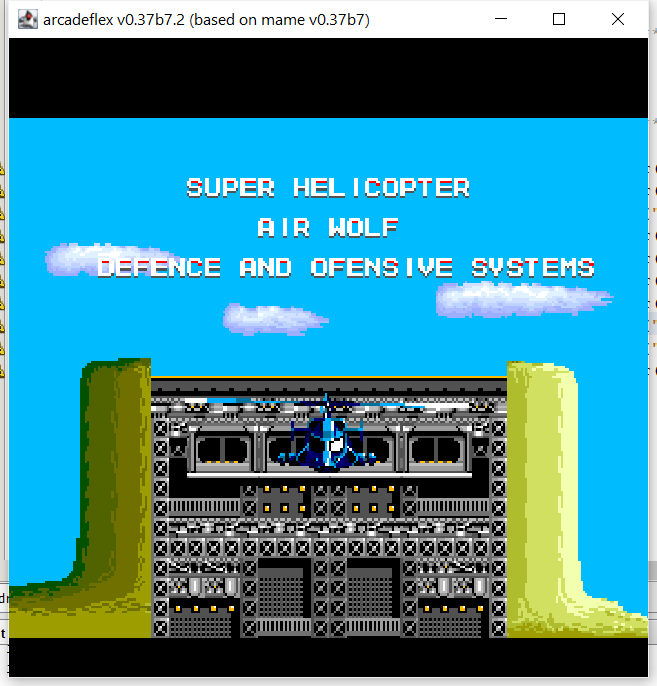 arcadeflex v0.37b7.2 (based on mame v0.37b7)
SUPER HELICOPTER
AIR WOLF
DEFENCE AND OFENSIVE SYSTEMS